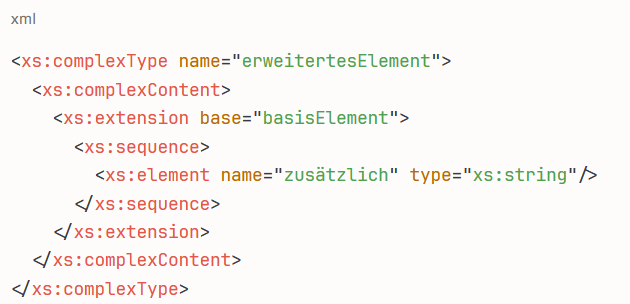 xml
<xs:complexType name="erweitertesElement">
  <xs:complexContent>
    <xs:extension base="basisElement">
      <xs:sequence>
        <xs:element name="zusätzlich" type="xs:string"/>
      </xs:sequence>
    </xs:extension>
  </xs:complexContent>
</xs:complexType>